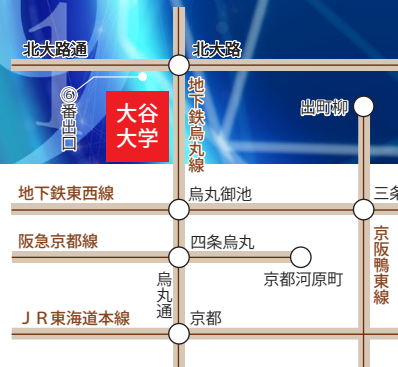 北大路通
北大路
⑥番出口
大谷
大学
地下鉄烏丸線
出町柳
地下鉄東西線
烏丸御池
三条
阪急京都線
四条烏丸
京阪鴨東線
京都河原町
烏丸通
ＪＲ東海道本線
京都